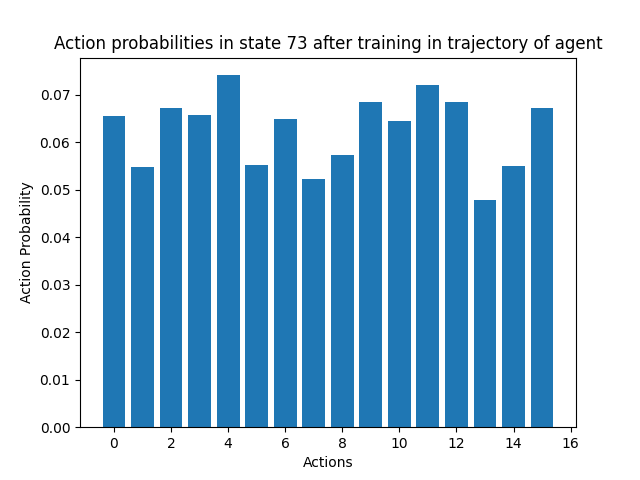 Action probabilities in state 73 after training in trajectory of agent
0.07
0.06
0.05
0.04
0.03
0.02
0.01
0.00
Action Probability
0 2 4 6 8 10 12 14 16
Actions